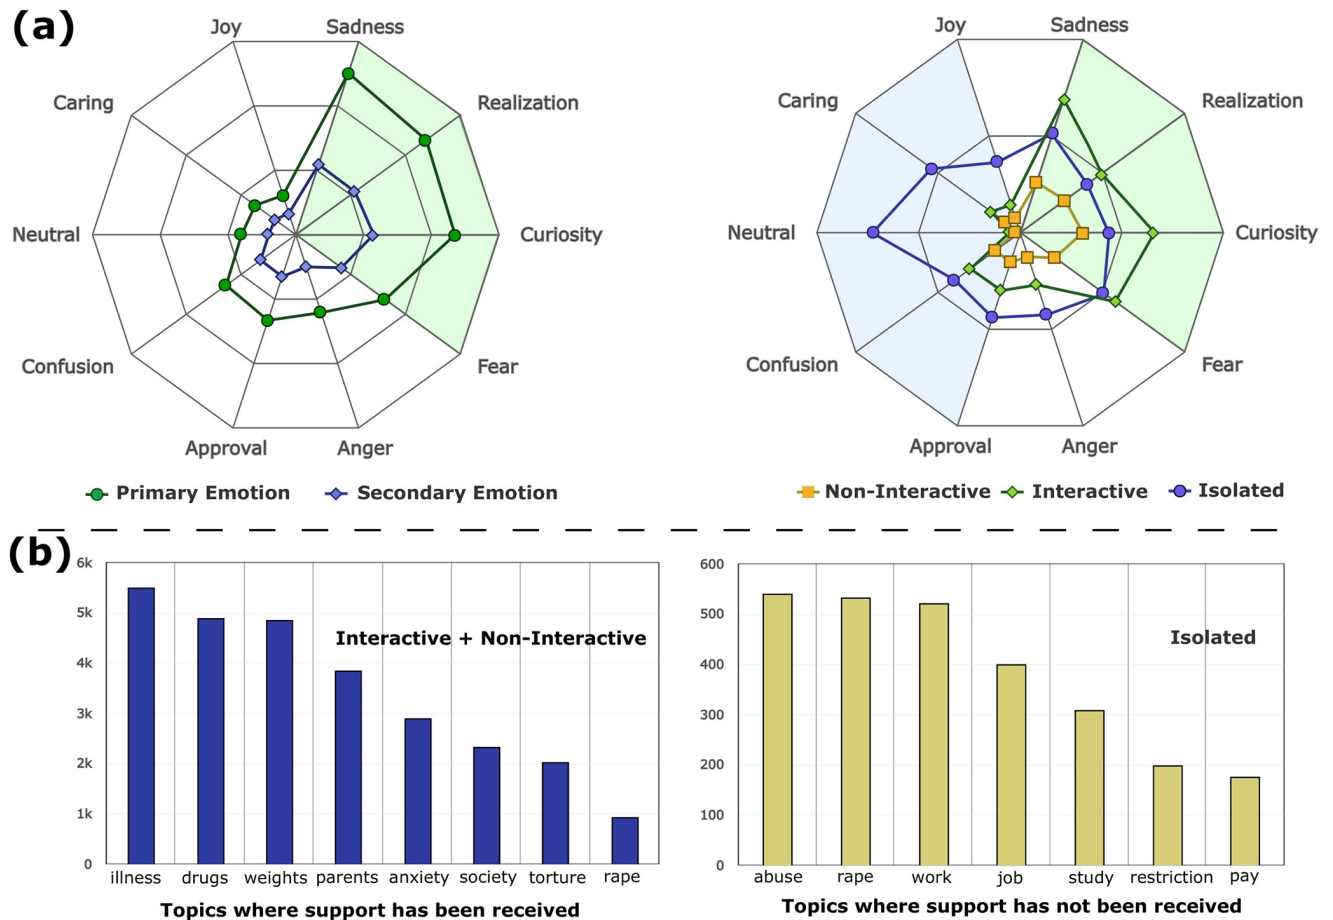 (a)
Joy Sadness
Caring Realization
Neutral Curiosity
Confusion Fear
Approval Anger
Primary Emotion Secondary Emotion
Joy Sadness
Caring Realization
Neutral Curiosity
Confusion Fear
Approval Anger
Non-Interactive Interactive Isolated
(b)
6k
5k
Interactive + Non-Interactive
4k
3k
2k
1k
0
illness drugs weights parents anxiety society torture rape
Topics where support has been received
600
500
Isolated
400
300
200
100
0
abuse rape work job study restriction pay
Topics where support has not been received